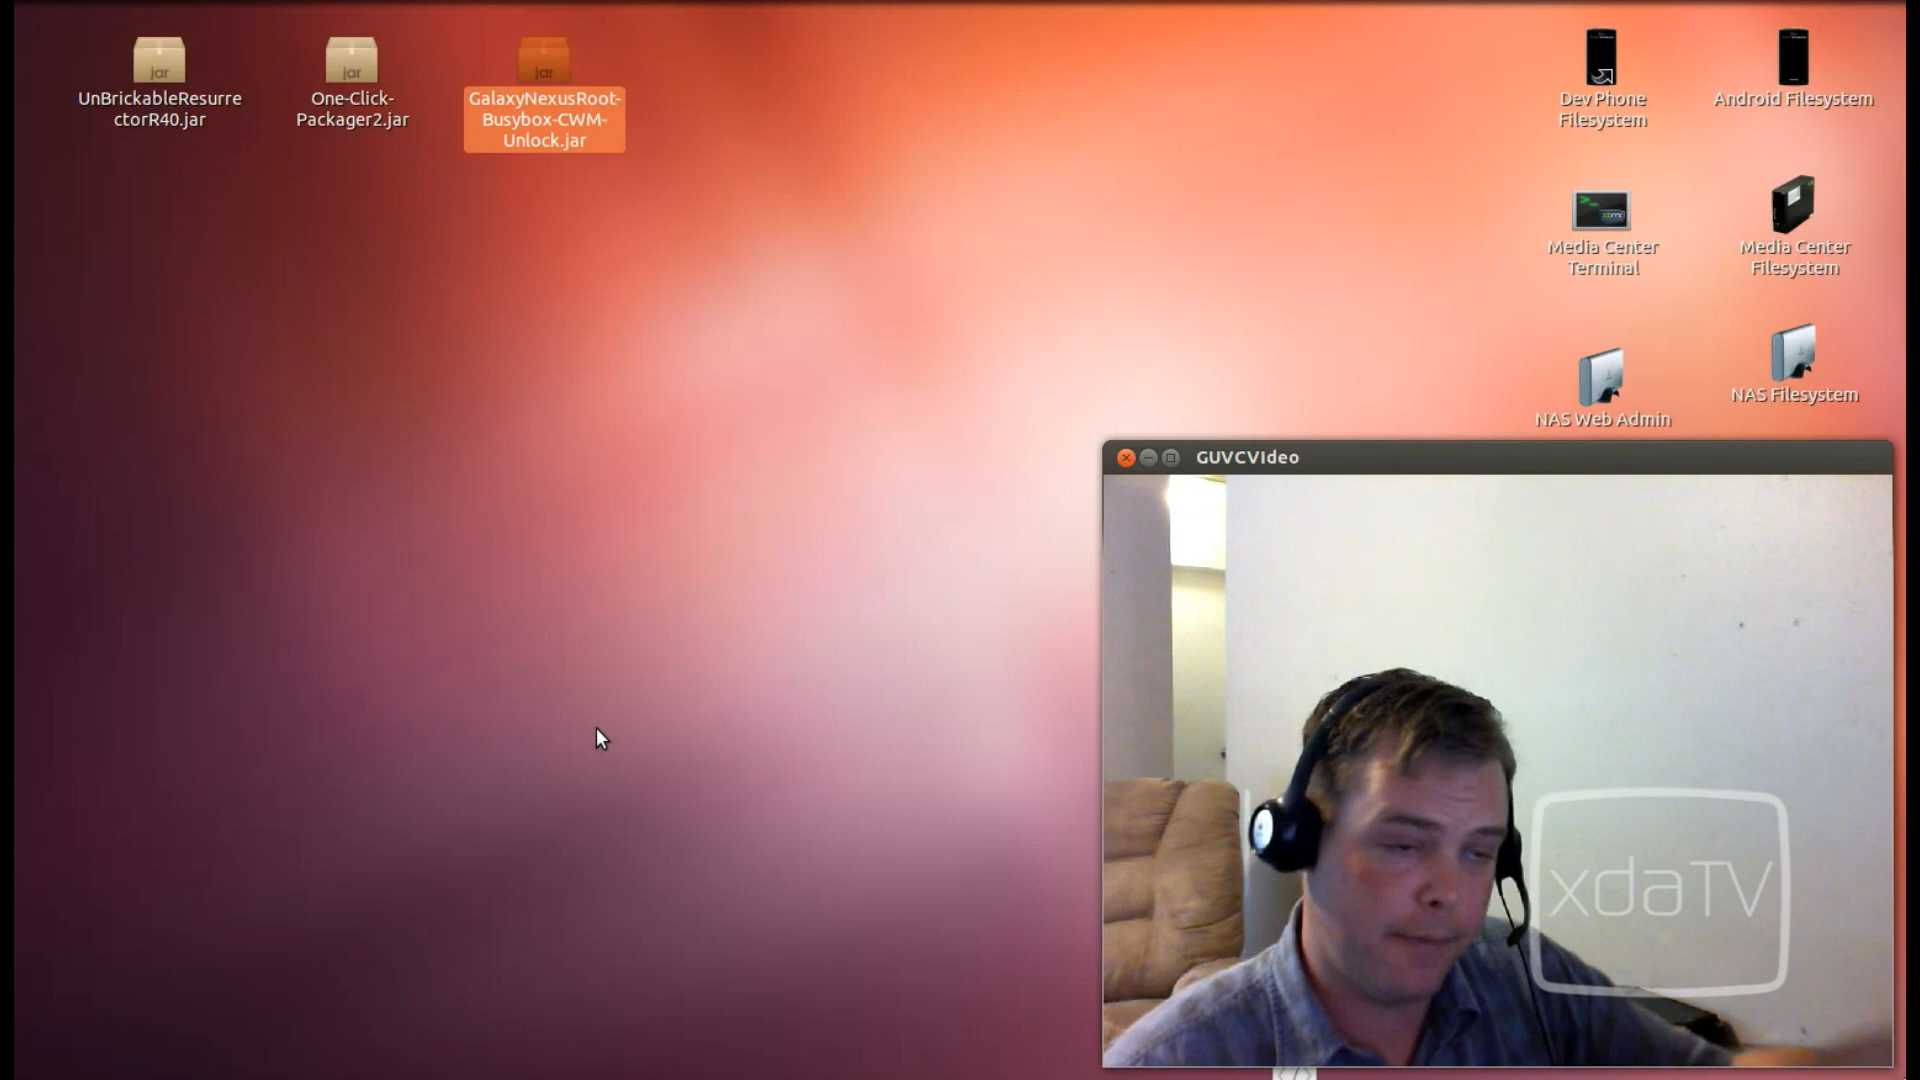 jar
UnBrickableResurre
ctorR40.jar
jar
One-Click-
Packager2.jar
jar
GalaxyNexusRoot-
Busybox-CWM-
Unlock.jar
Dev Phone
Filesystem
Android Filesystem
>_
xbmc
Media Center
Terminal
Media Center
Filesystem
NAS Web Admin
NAS Filesystem
GUVCVIdeo
xdaTV